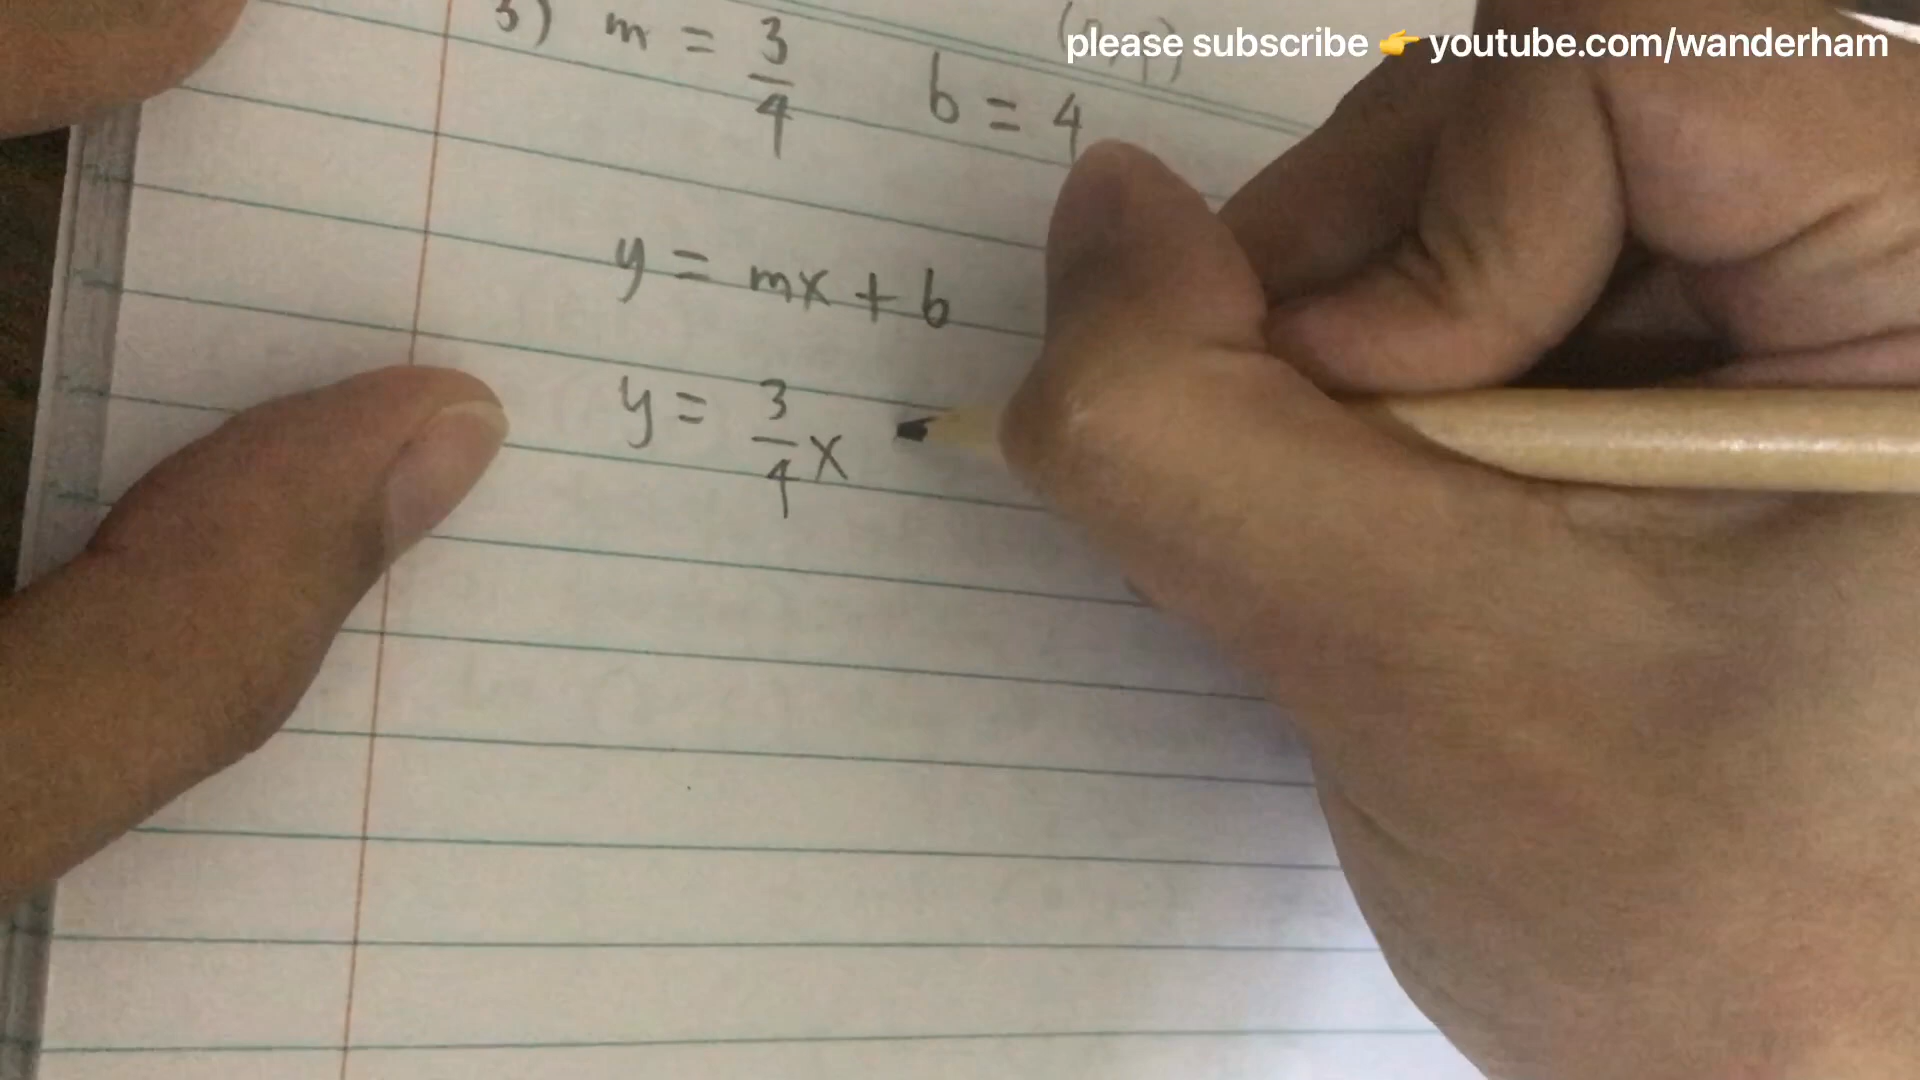 please subscribe 👉 youtube.com/wanderham
3) m = 3/4 b = 4
y = mx + b
y = 3/4 x